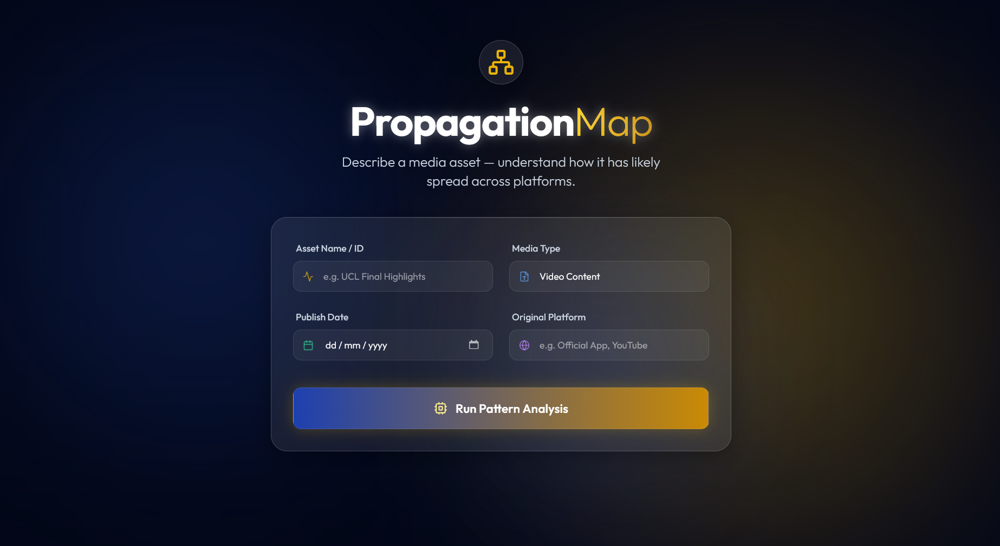 PropagationMap
Describe a media asset — understand how it has likely
spread across platforms.
Asset Name / ID
Media Type
e.g. UCL Final Highlights
Video Content
Publish Date
Original Platform
dd / mm / yyyy
e.g. Official App, YouTube
Run Pattern Analysis